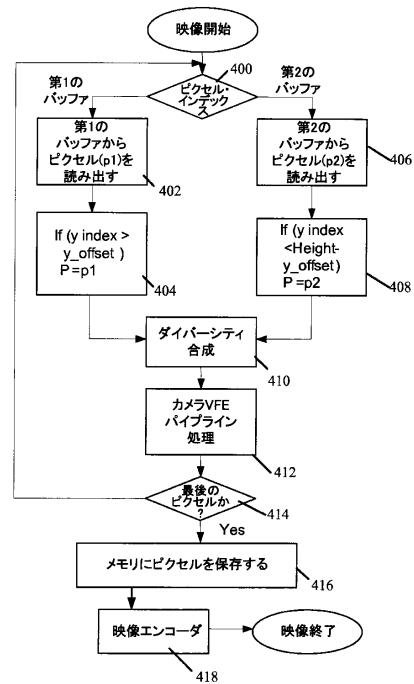 映像開始
400
ピクセル・
インデック
ス
第1の
バッファ
第2の
バッファ
第1の
バッファから
ピクセル(p1)を
読み出す
402
第2の
バッファから
ピクセル(p2)を
読み出す
406
If (y index >
y_offset )
P =p1
404
If (y index
<Height-
y_offset)
P =p2
408
ダイバーシティ
合成
410
カメラVFE
パイプライン
処理
412
最後の
ピクセルか
?
414
Yes
メモリにピクセルを保存する
416
映像エンコーダ
418
映像終了